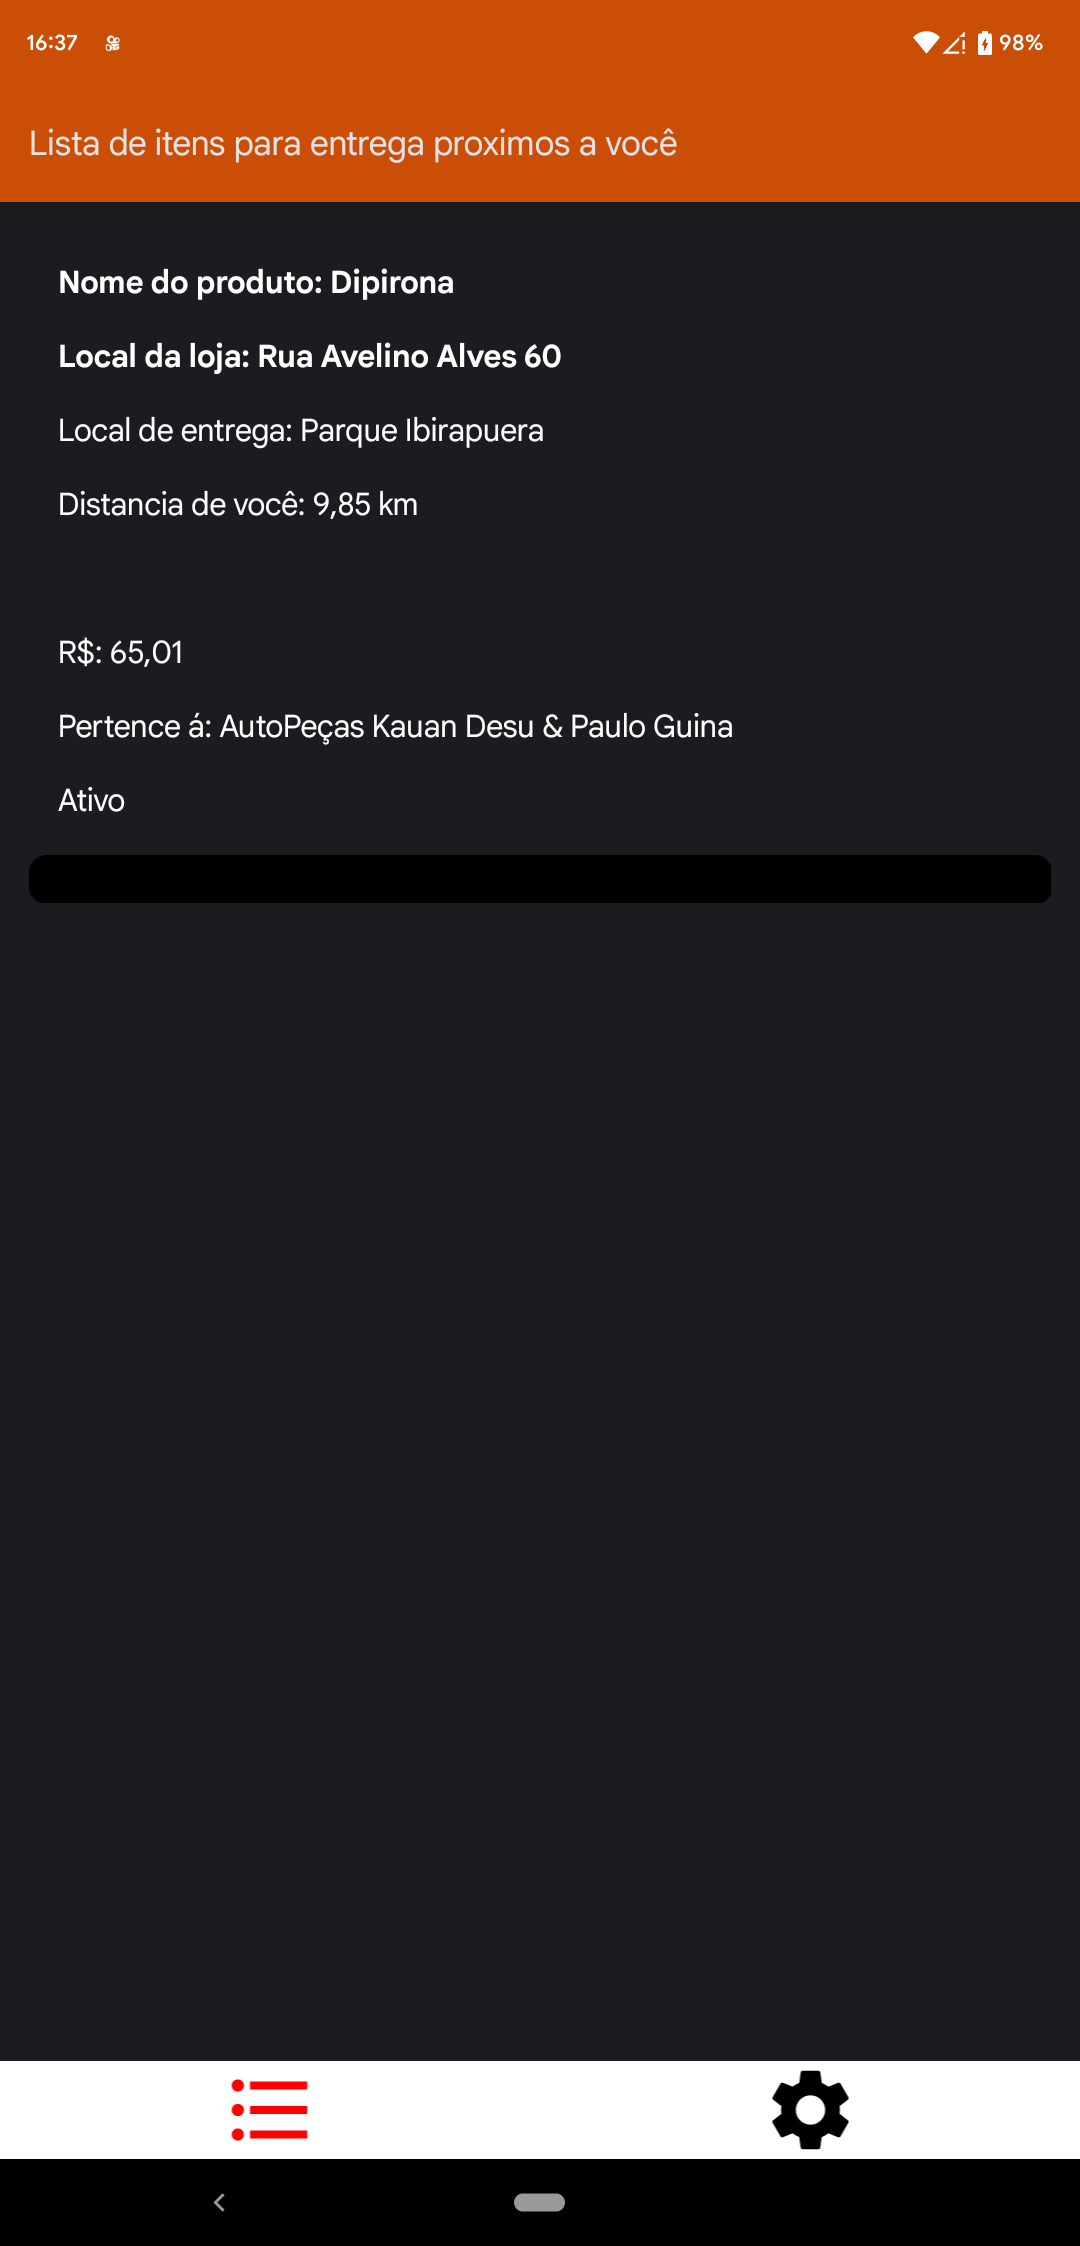 16:37
98%
Lista de itens para entrega proximos a você
Nome do produto: Dipirona
Local da loja: Rua Avelino Alves 60
Local de entrega: Parque Ibirapuera
Distancia de você: 9,85 km
R$: 65,01
Pertence á: AutoPeças Kauan Desu & Paulo Guina
Ativo